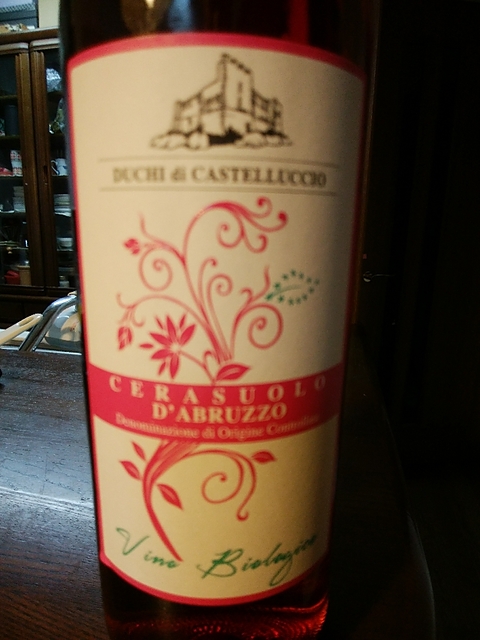 DUCHI di CASTELLUCCIO
CERASUOLO
D'ABRUZZO
Denominazione di Origine Controllata
Vino Biologico